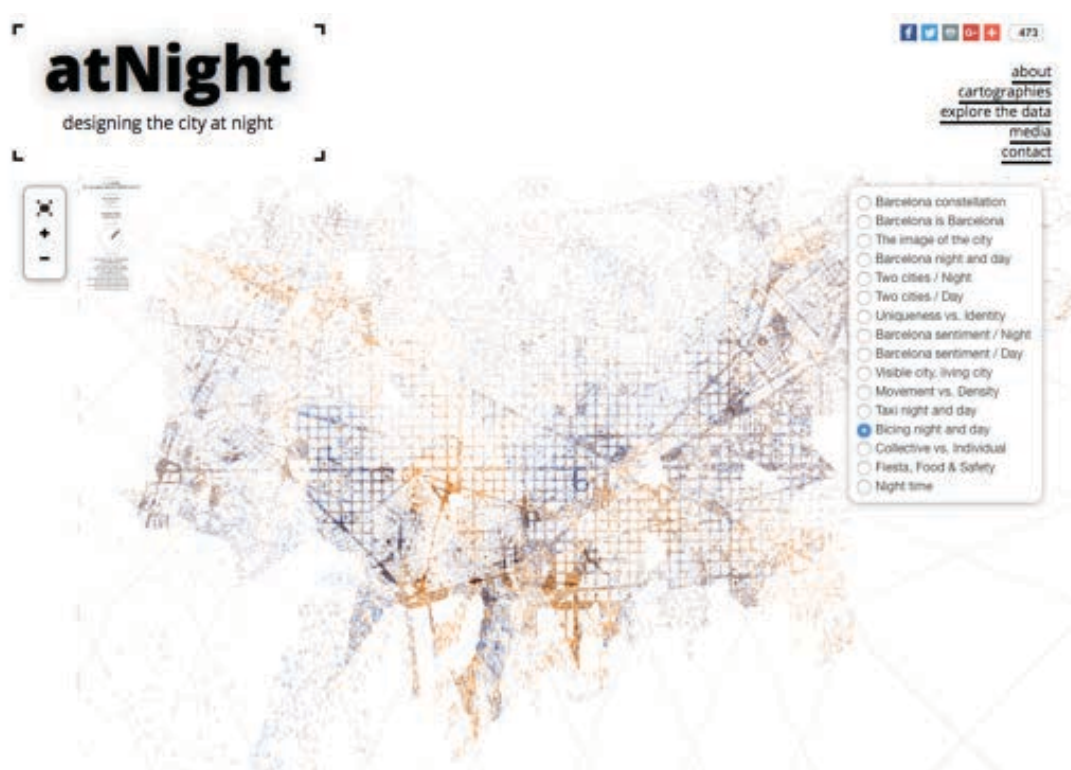 atNight
designing the city at night
473
about
cartographies
explore the data
media
contact
Barcelona constellation
Barcelona is Barcelona
The image of the city
Barcelona night and day
Two cities / Night
Two cities / Day
Uniqueness vs. Identity
Barcelona sentiment / Night
Barcelona sentiment / Day
Visible city, living city
Movement vs. Density
Taxi night and day
Bicing night and day
Collective vs. Individual
Fiesta, Food & Safety
Night time